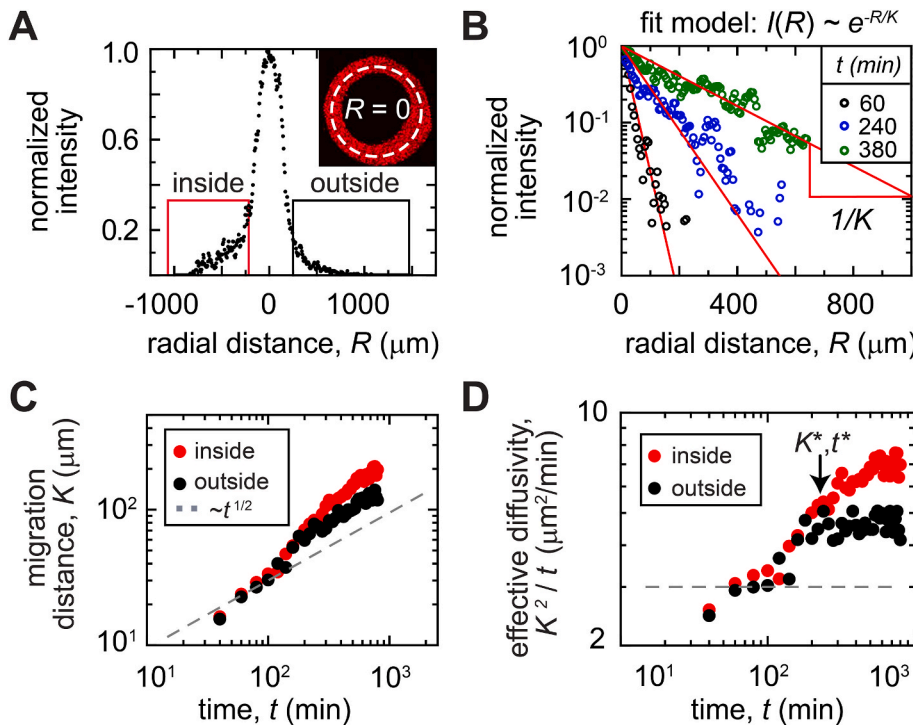 A
normalized
intensity
1.0
0.8
0.6
0.4
0.2
R = 0
inside
outside
-1000
0
1000
radial distance, R (μm)
B
fit model: I(R) ~ e^-R/K
normalized
intensity
10^0
10^-1
10^-2
10^-3
t (min)
60
240
380
1/K
0
400
800
radial distance, R (μm)
C
migration
distance, K (μm)
10^2
10^1
inside
outside
~t^1/2
10^1
10^2
10^3
time, t (min)
D
effective diffusivity,
K^2 / t (μm^2/min)
10
2
inside
outside
K*,t*
10^1
10^2
10^3
time, t (min)